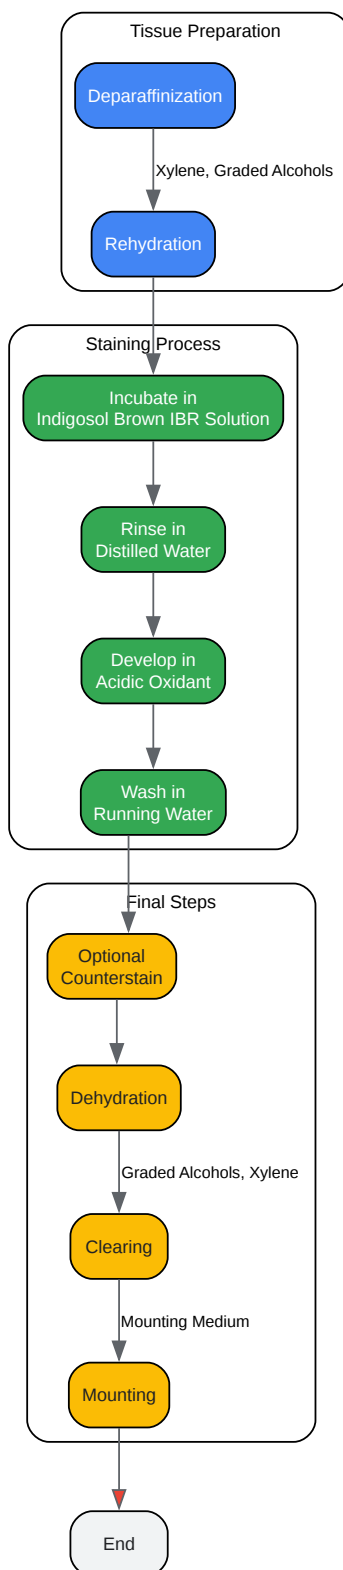 Tissue Preparation
Deparaffinization
Xylene, Graded Alcohols
Rehydration
Staining Process
Incubate in
Indigosol Brown IBR Solution
Rinse in
Distilled Water
Develop in
Acidic Oxidant
Wash in
Running Water
Final Steps
Optional
Counterstain
Dehydration
Graded Alcohols, Xylene
Clearing
Mounting Medium
Mounting
End